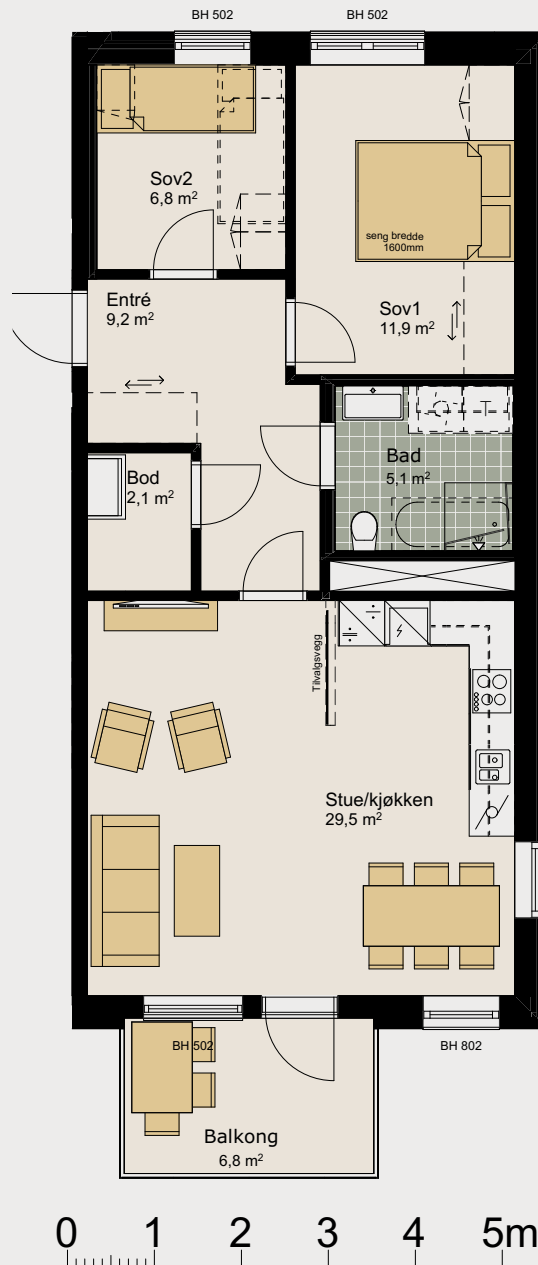 BH 502 BH 502
Sov2
6,8 m²
seng bredde
1600mm
Entré
9,2 m²
Sov1
11,9 m²
Bad
5,1 m²
Bod
2,1 m²
T
Tilvalgsvegg
Stue/kjøkken
29,5 m²
BH 502 BH 802
Balkong
6,8 m²
0 1 2 3 4 5m